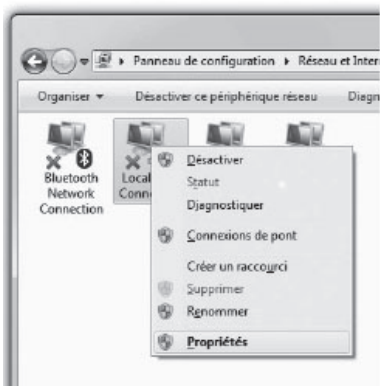 Panneau de configuration ▸ Réseau et Inter
Organiser Désactiver ce périphérique réseau Diagn
Bluetooth
Network
Connection
Local
Conn
Désactiver
Statut
Diagnostiquer
Connexions de pont
Créer un raccourci
Supprimer
Renommer
Propriétés